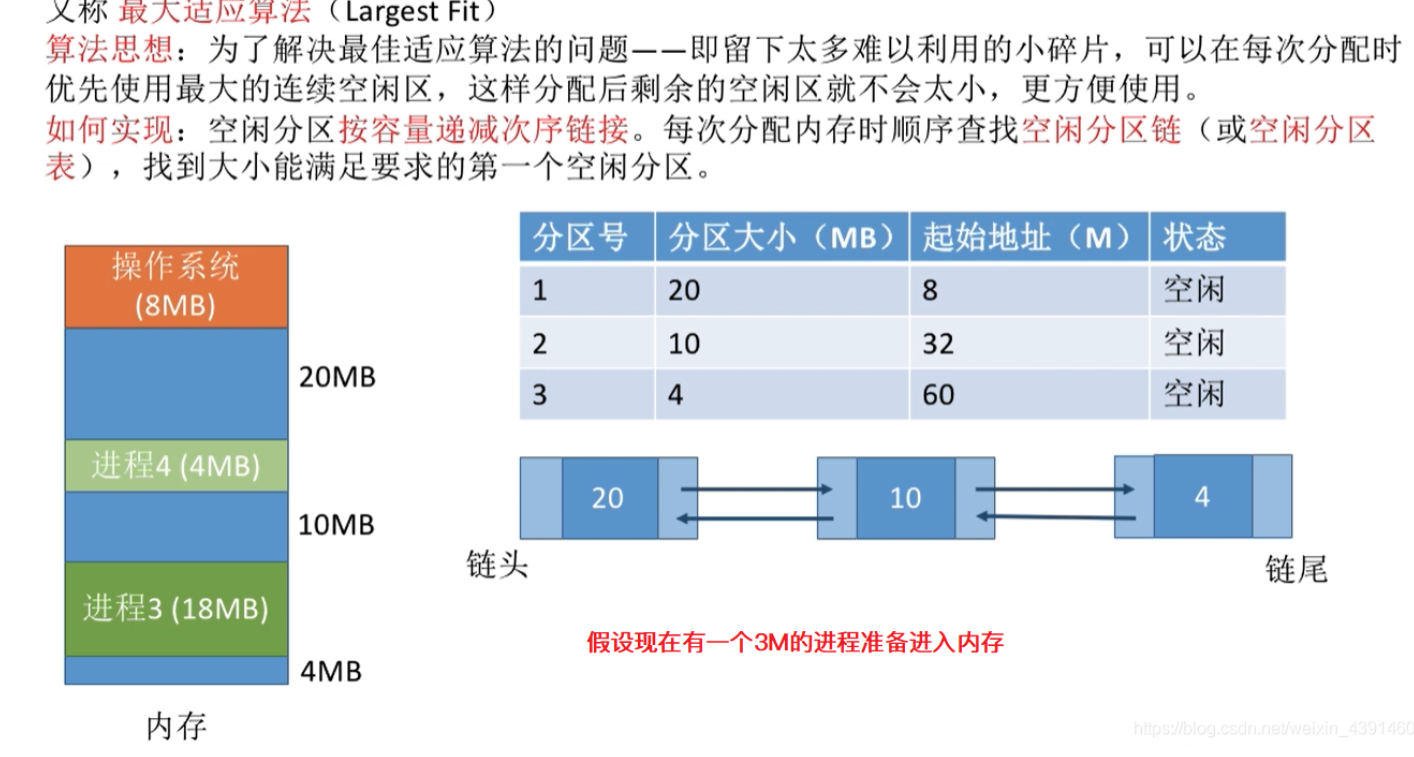 又称 最大适应算法（Largest Fit）
算法思想：为了解决最佳适应算法的问题——即留下太多难以利用的小碎片，可以在每次分配时
优先使用最大的连续空闲区，这样分配后剩余的空闲区就不会太小，更方便使用。
如何实现：空闲分区按容量递减次序链接。每次分配内存时顺序查找空闲分区链（或空闲分区
表），找到大小能满足要求的第一个空闲分区。
操作系统
(8MB)
20MB
进程4 (4MB)
10MB
进程3 (18MB)
4MB
内存
分区号 分区大小（MB） 起始地址（M） 状态
1 20 8 空闲
2 10 32 空闲
3 4 60 空闲
20 10 4
链头 链尾
假设现在有一个3M的进程准备进入内存
https://blog.csdn.net/weixin_4391460